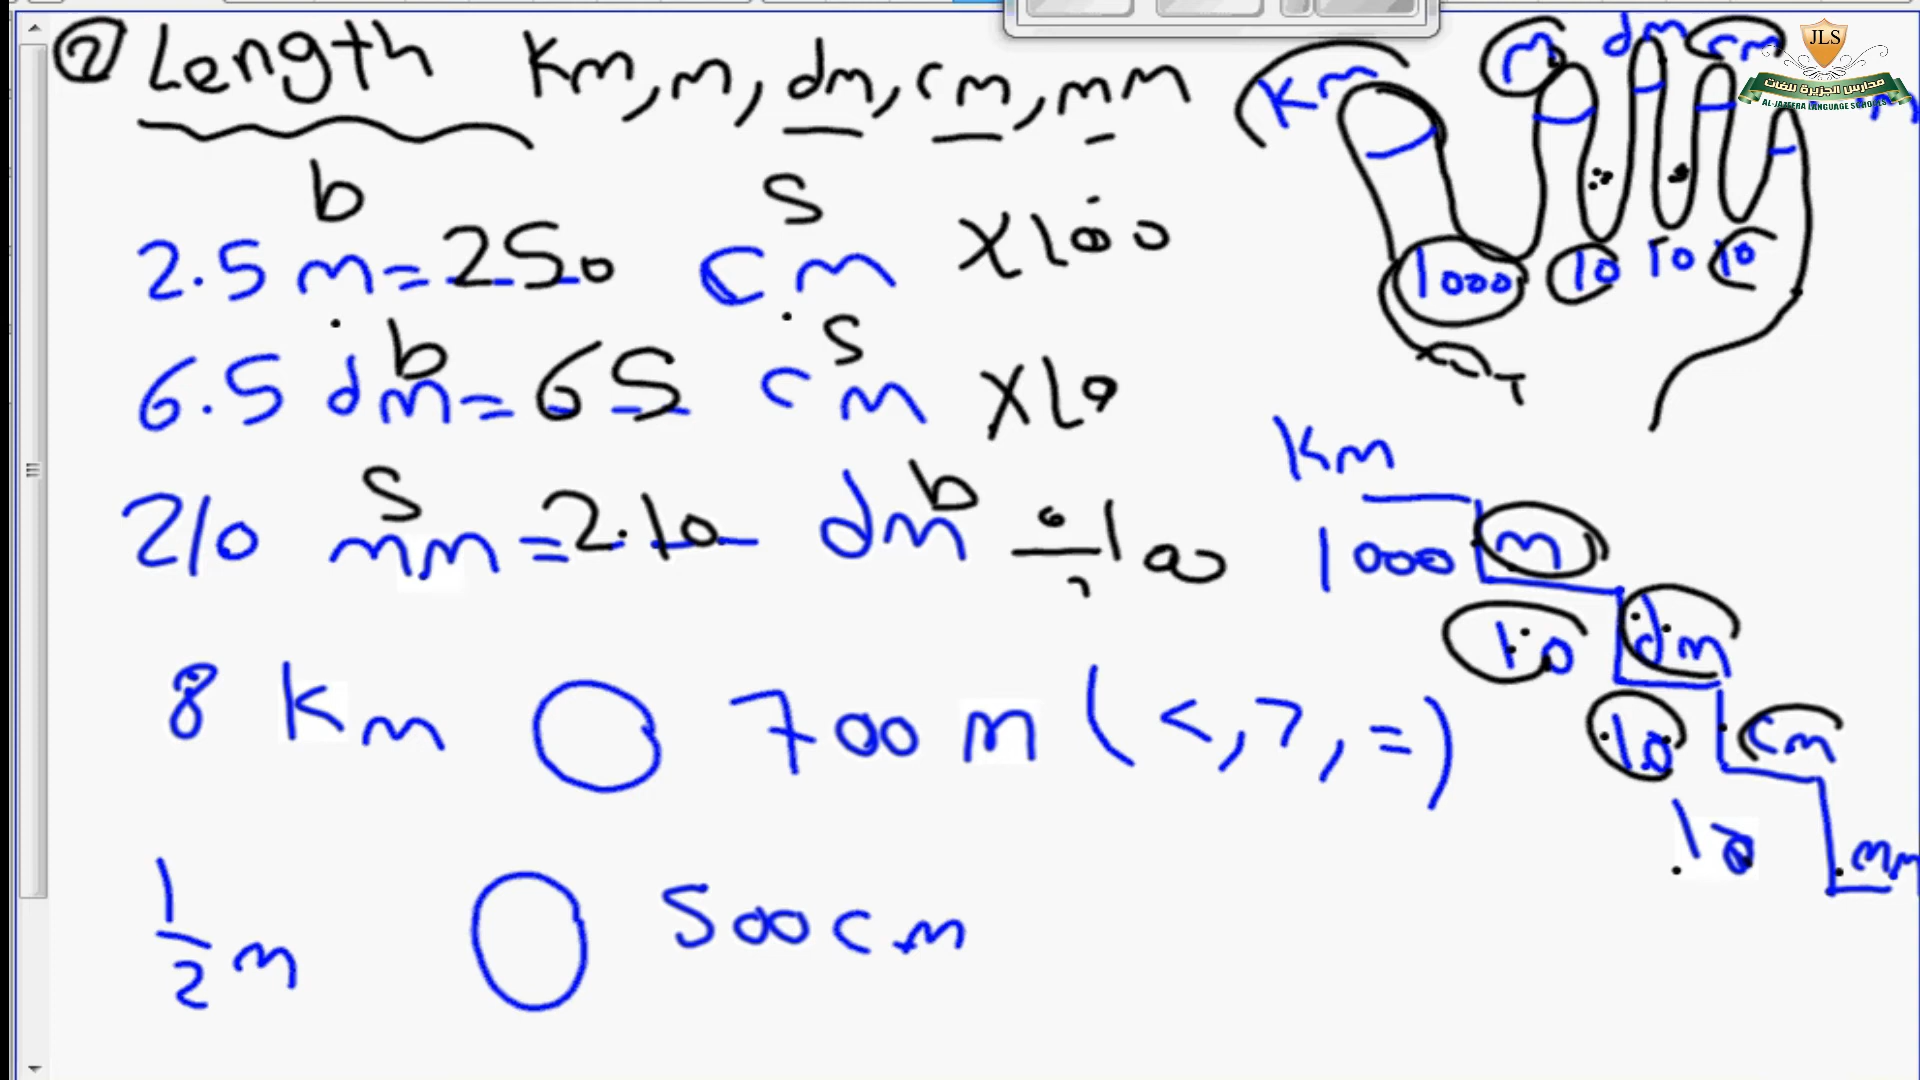 ② Length Km, m, dm, cm, mm
b s
2.5 m = 250 cm X100
b s
6.5 dm = 65 cm X10
s b
210 mm = 2.10 dm ÷100
8 Km 700 m (<, >, =)
1/2 m 500 cm
Km m dm cm
1000 10 10 10
Km
1000 m
10 dm
10 cm
10 mm
JLS
مدارس الجزيرة للغات
AL-JAZEERA LANGUAGE SCHOOLS